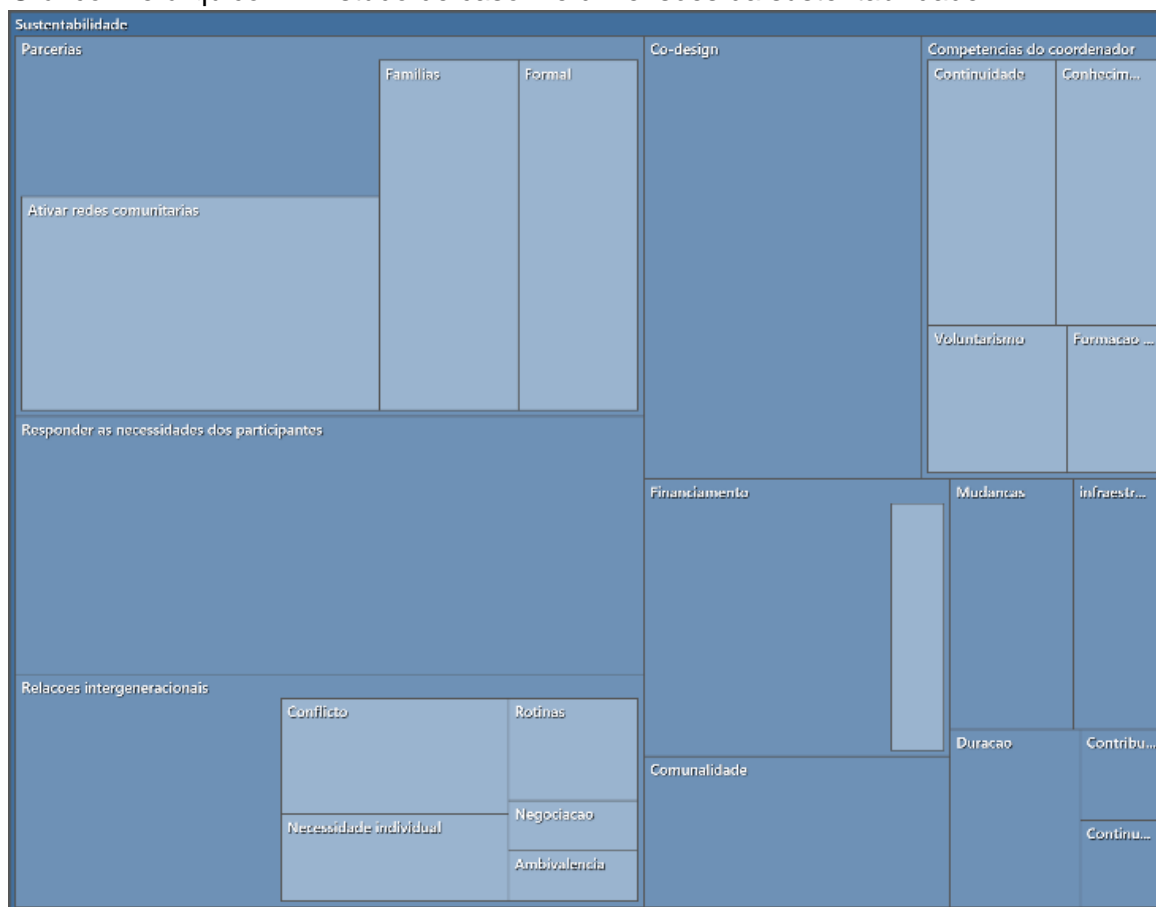 Sustentabilidade
Parcerias
Familias
Formal
Ativar redes comunitarias
Responder as necessidades dos participantes
Relacoes intergeneracionais
Conflicto
Rotinas
Necessidade individual
Negociacao
Ambivalencia
Co-design
Competencias do coordenador
Continuidade
Conhecim...
Voluntarismo
Formacao ...
Financiamento
Mudancas
infraestr...
Comunalidade
Duracao
Contribu...
Continu...